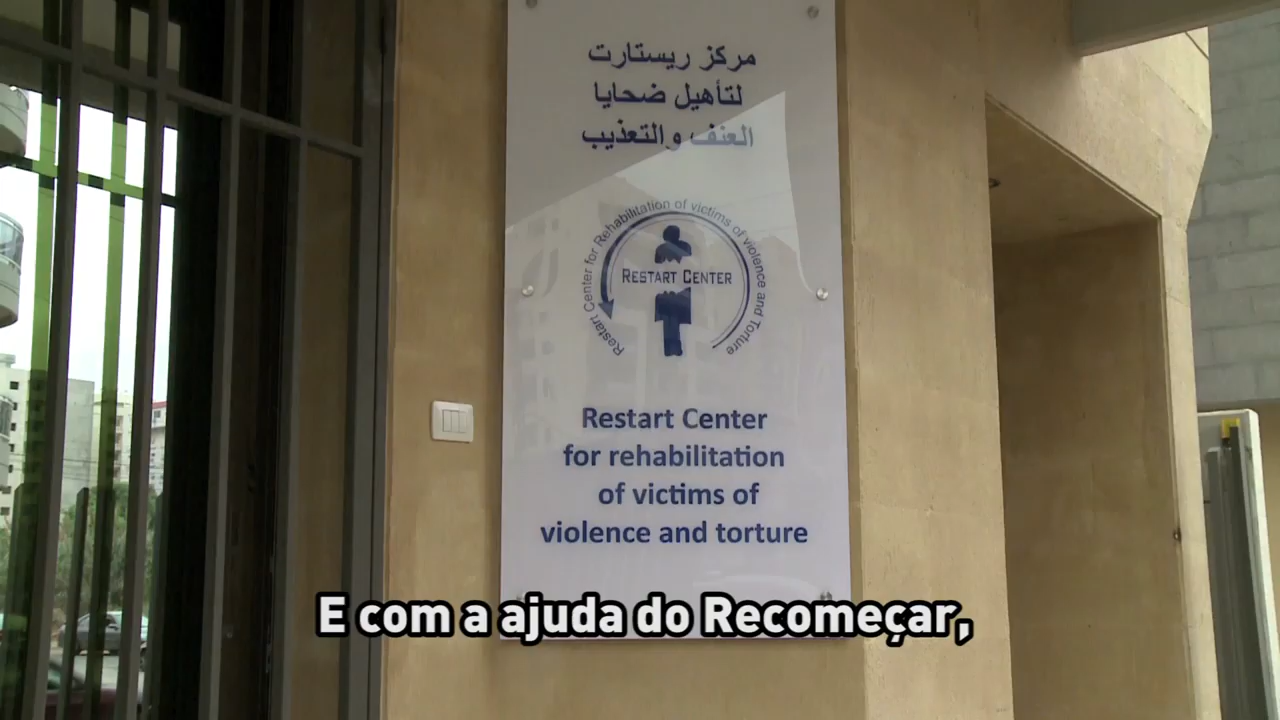 مركز ريستارت
لتأهيل ضحايا
العنف والتعذيب
Restart Center for Rehabilitation of victims of violence and Torture
RESTART CENTER
Restart Center
for rehabilitation
of victims of
violence and torture
E com a ajuda do Recomeçar,